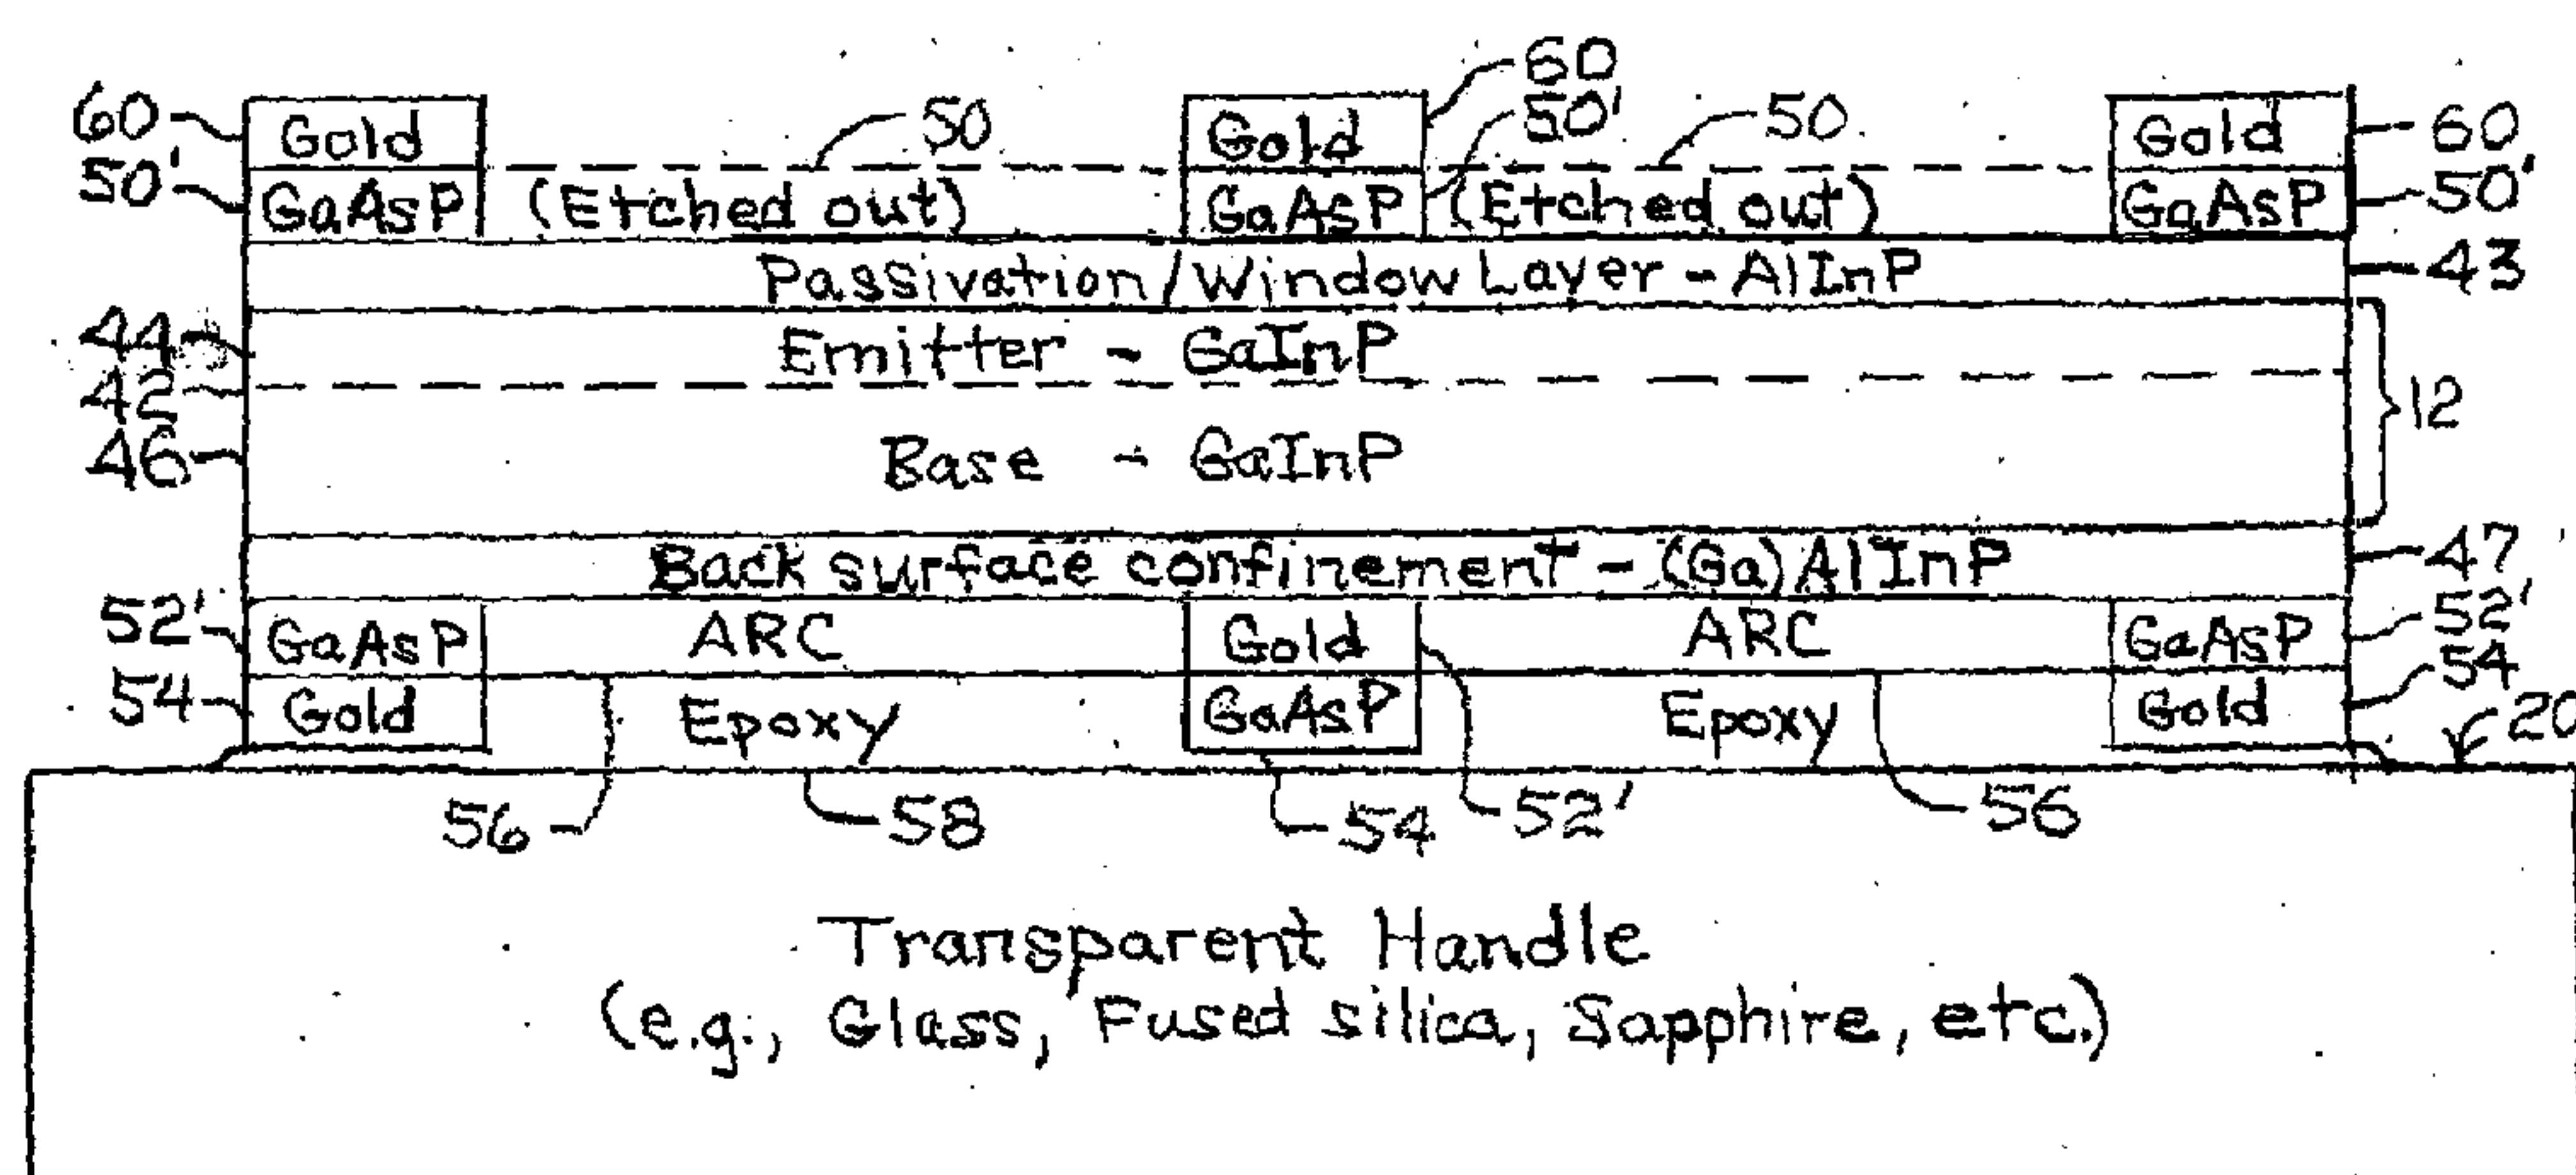 60
60 Gold 50 Gold 50' 50 Gold 60
50' GaAsP (Etched out) GaAsP (Etched out) GaAsP 50'
Passivation/Window Layer - AlInP 43
44 Emitter - GaInP
42 12
46 Base - GaInP
Back surface confinement - (Ga)AlInP 47
52' GaAsP ARC Gold ARC GaAsP 52'
54 Gold Epoxy GaAsP Epoxy Gold 54
20
56 58 54 52' 56
Transparent Handle
(e.g., Glass, Fused silica, Sapphire, etc.)